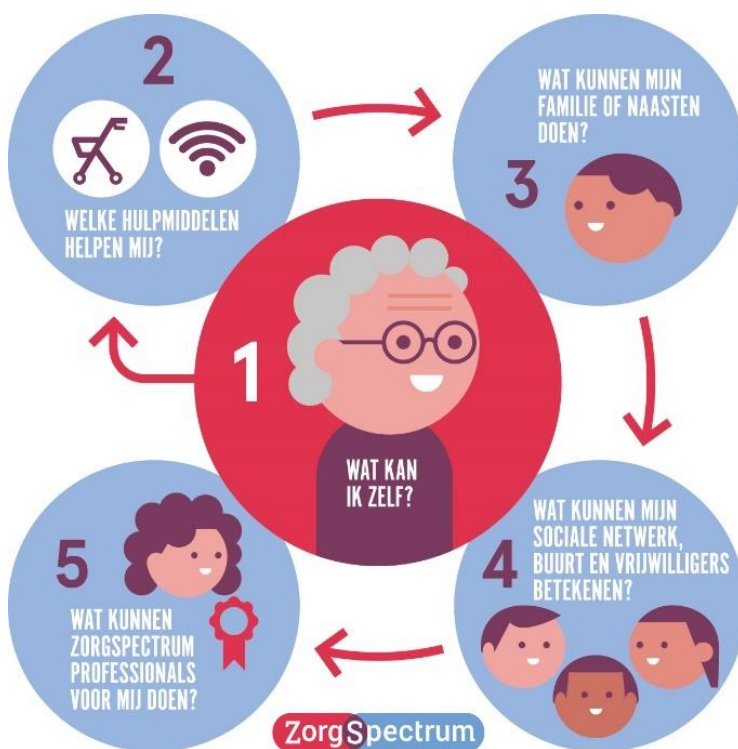 1
WAT KAN
IK ZELF?
2
WELKE HULPMIDDELEN
HELPEN MIJ?
WAT KUNNEN MIJN
FAMILIE OF NAASTEN
DOEN?
3
WAT KUNNEN MIJN
SOCIALE NETWERK,
BUURT EN VRIJWILLIGERS
BETEKENEN?
4
5
WAT KUNNEN
ZORGSPECTRUM
PROFESSIONALS
VOOR MIJ DOEN?
ZorgSpectrum